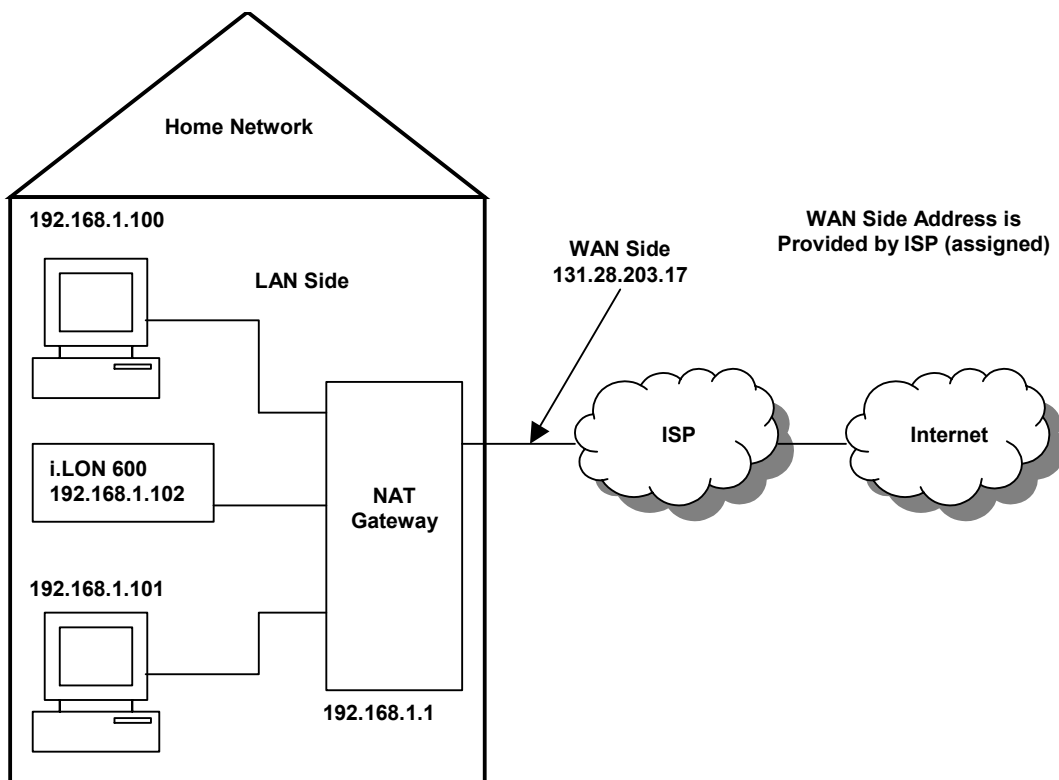 Home Network
192.168.1.100
LAN Side
WAN Side
131.28.203.17
WAN Side Address is
Provided by ISP (assigned)
i.LON 600
192.168.1.102
NAT
Gateway
ISP
Internet
192.168.1.101
192.168.1.1